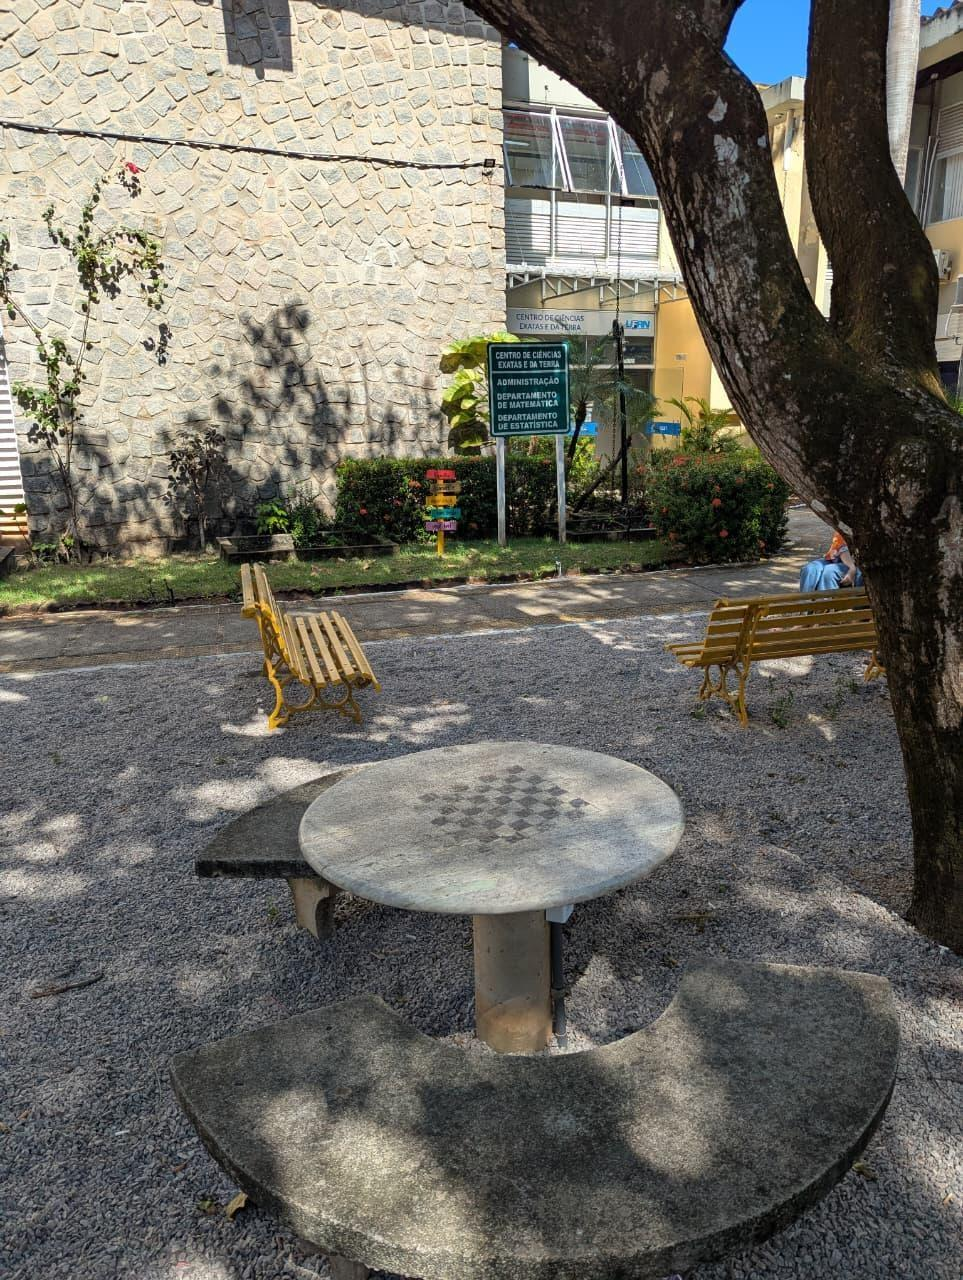 CENTRO DE CIÊNCIAS
EXATAS E DA TERRA
UFRN
CENTRO DE CIÊNCIAS
EXATAS E DA TERRA
ADMINISTRAÇÃO
DEPARTAMENTO
DE MATEMÁTICA
DEPARTAMENTO
DE ESTATÍSTICA